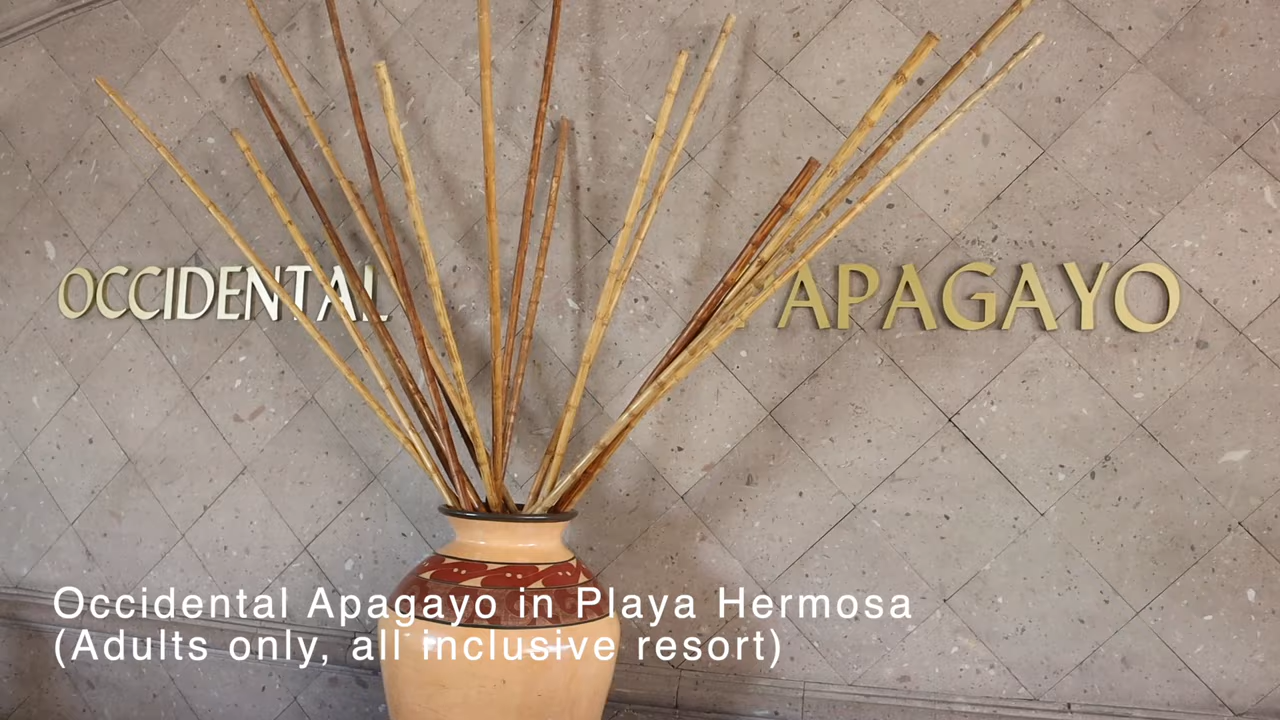 OCCIDENTAL APAGAYO
Occidental Apagayo in Playa Hermosa
(Adults only, all inclusive resort)